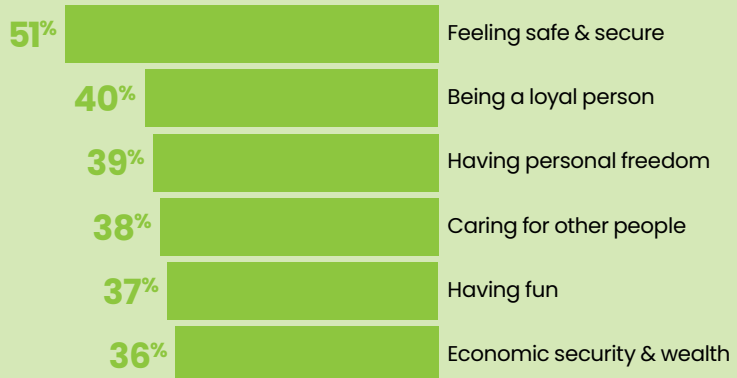 51% Feeling safe & secure
40% Being a loyal person
39% Having personal freedom
38% Caring for other people
37% Having fun
36% Economic security & wealth